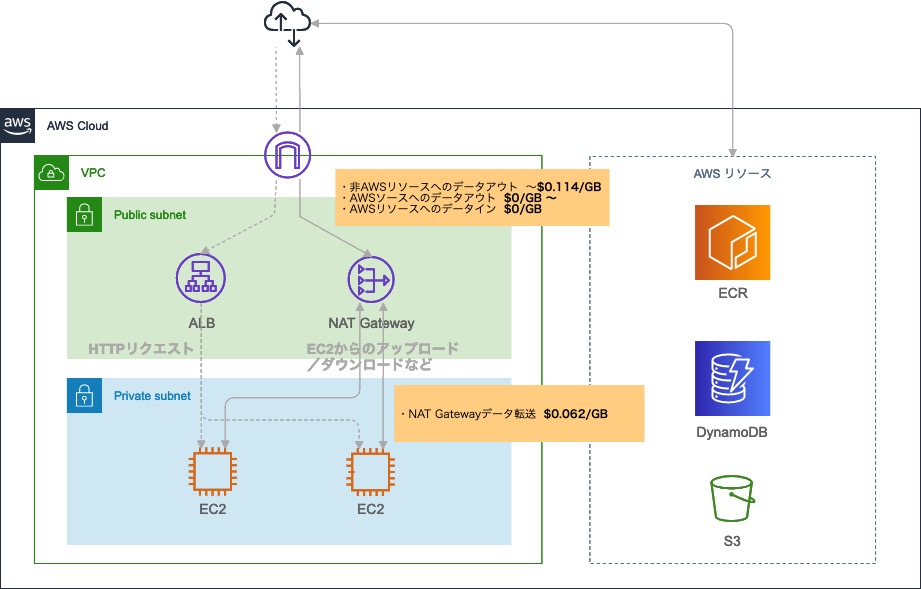 aws
AWS Cloud
VPC
AWS リソース
・非AWSリソースへのデータアウト ～$0.114/GB
・AWSソースへのデータアウト $0/GB ～
・AWSリソースへのデータイン $0/GB
Public subnet
ECR
ALB
NAT Gateway
HTTPリクエスト
EC2からのアップロード
／ダウンロードなど
Private subnet
・NAT Gatewayデータ転送 $0.062/GB
DynamoDB
EC2
EC2
S3